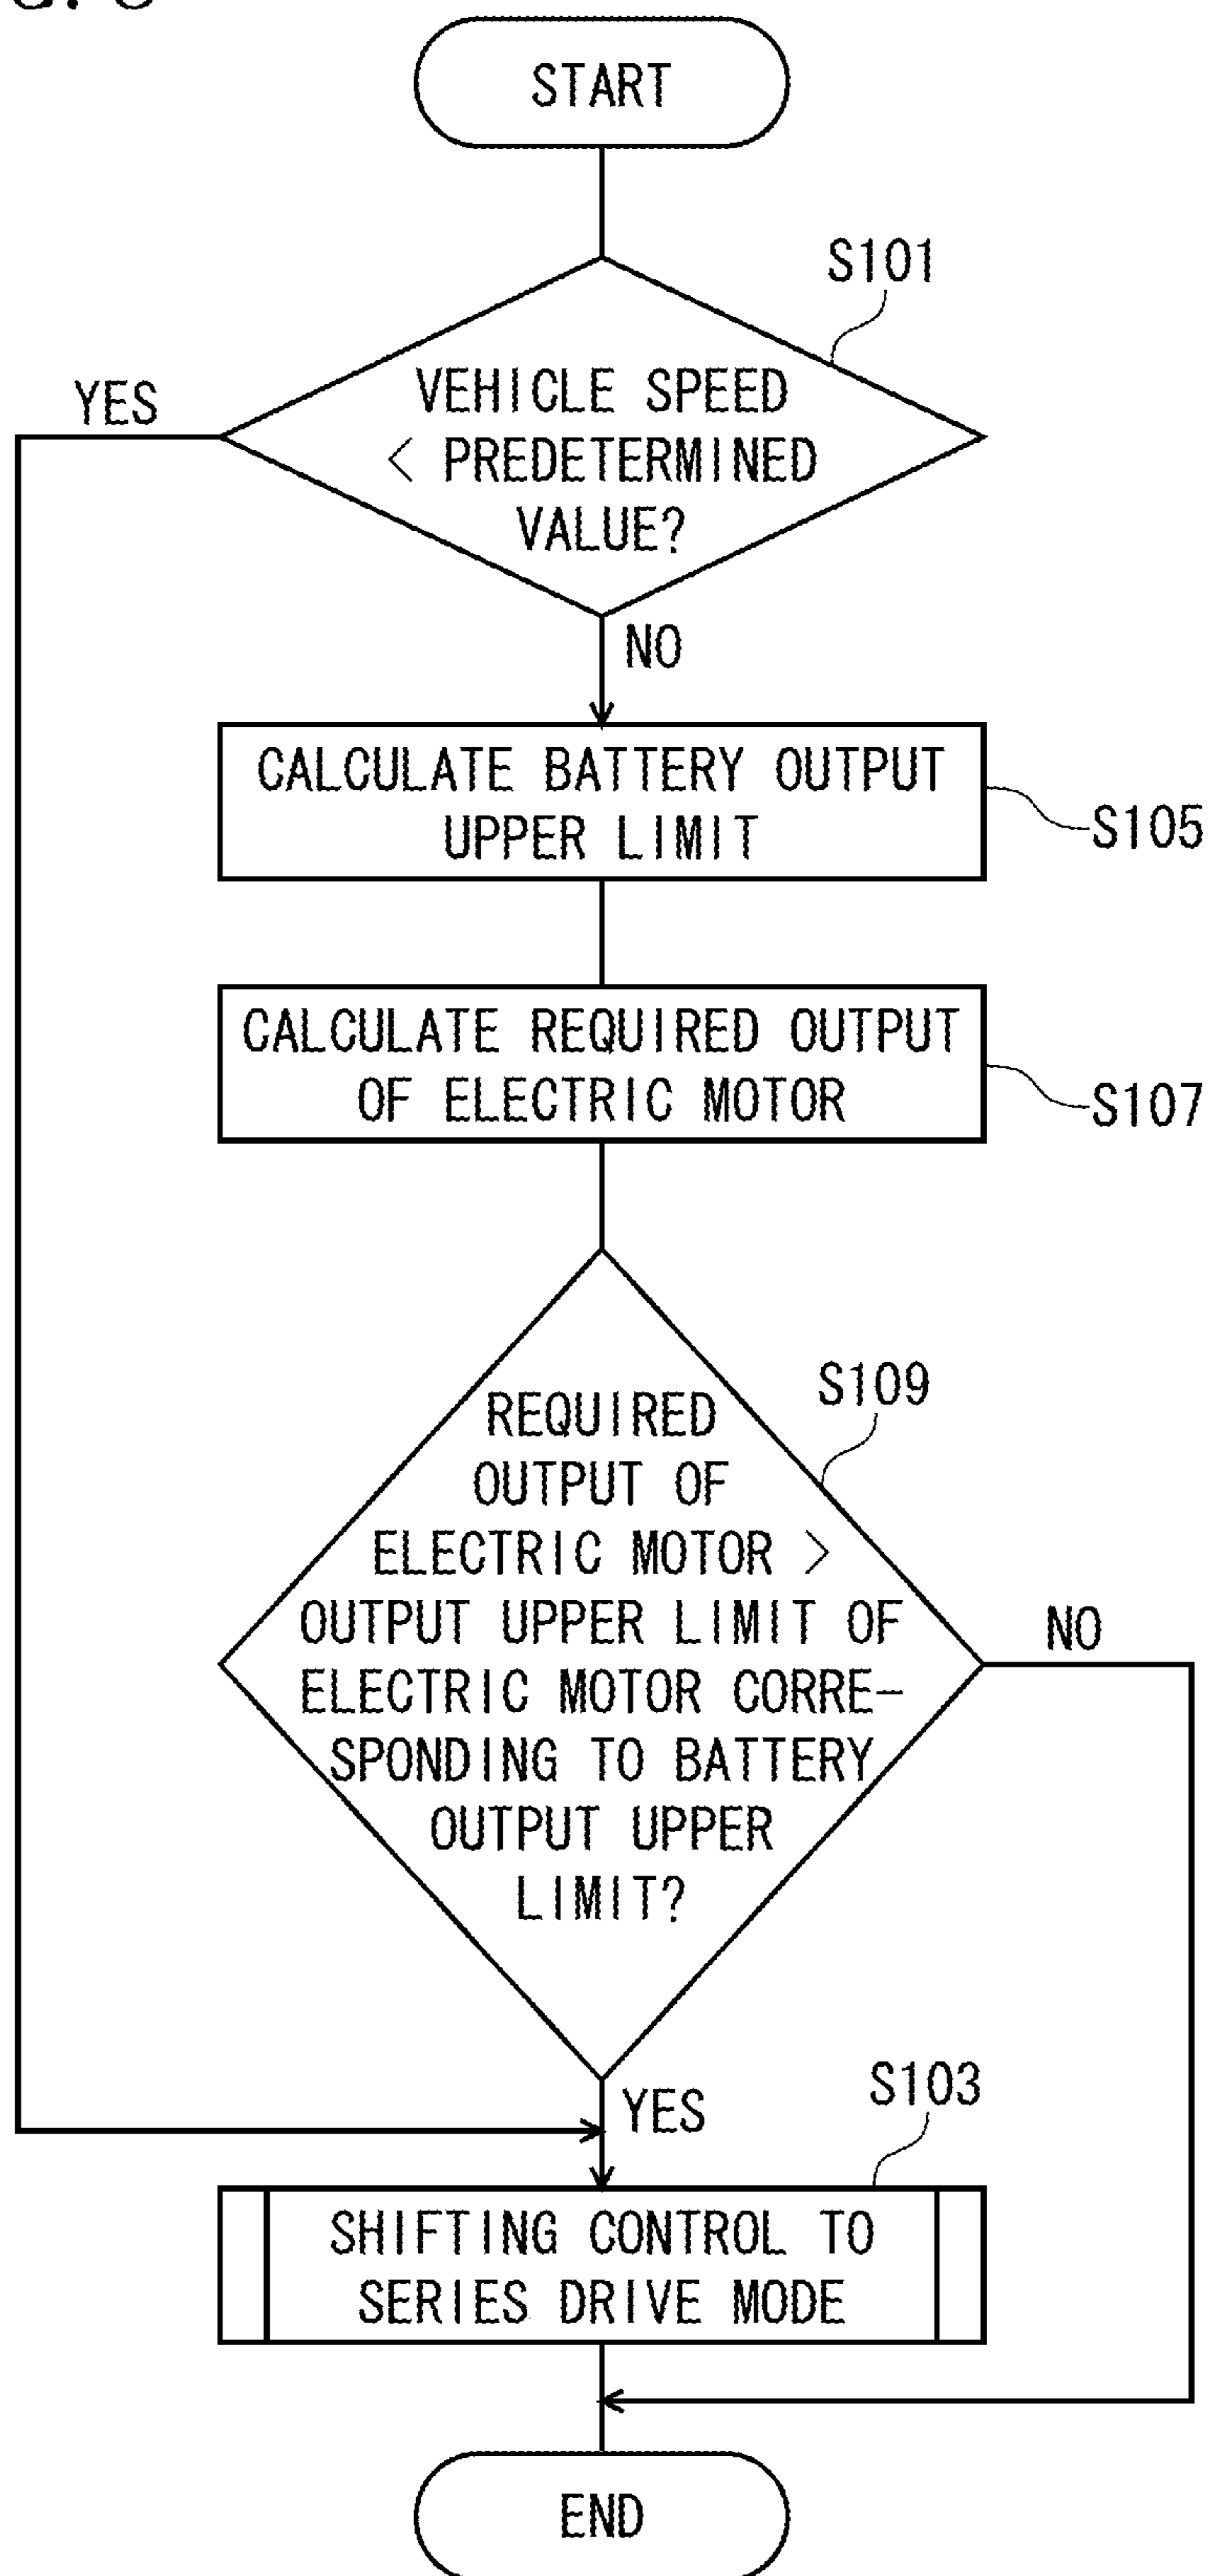 START
S101
VEHICLE SPEED
< PREDETERMINED
VALUE?
YES
NO
CALCULATE BATTERY OUTPUT
UPPER LIMIT
S105
CALCULATE REQUIRED OUTPUT
OF ELECTRIC MOTOR
S107
S109
REQUIRED
OUTPUT OF
ELECTRIC MOTOR >
OUTPUT UPPER LIMIT OF
ELECTRIC MOTOR CORRE-
SPONDING TO BATTERY
OUTPUT UPPER
LIMIT?
NO
YES
S103
SHIFTING CONTROL TO
SERIES DRIVE MODE
END